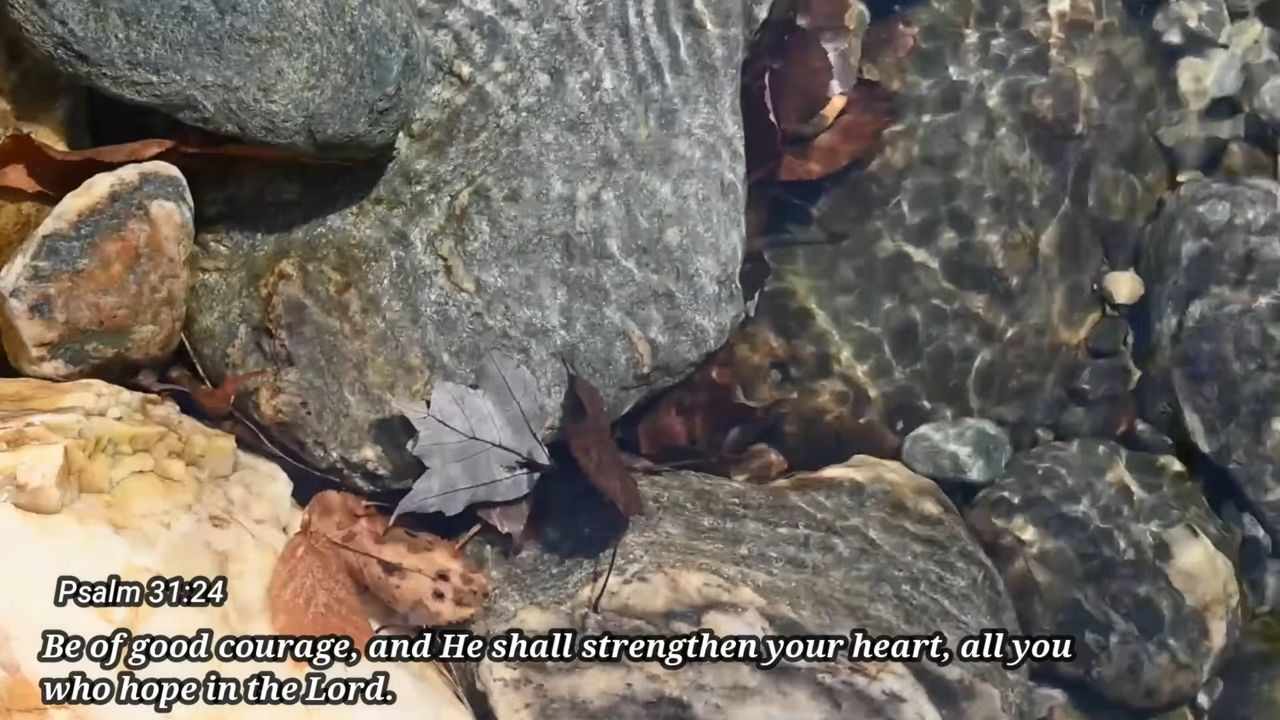 Psalm 31:24
Be of good courage, and He shall strengthen your heart, all you
who hope in the Lord.